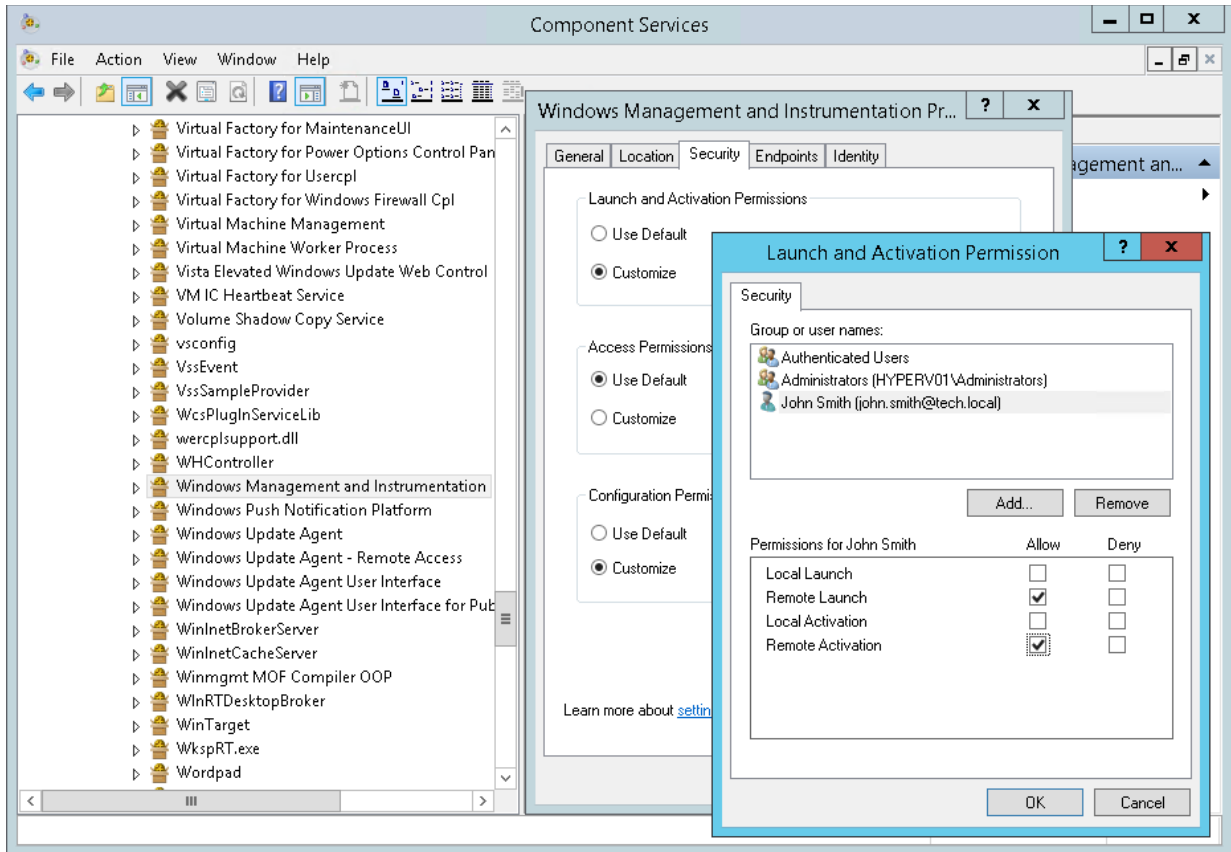 Component Services
File Action View Window Help
Virtual Factory for MaintenanceUI
Virtual Factory for Power Options Control Pan
Virtual Factory for Usercpl
Virtual Factory for Windows Firewall Cpl
Virtual Machine Management
Virtual Machine Worker Process
Vista Elevated Windows Update Web Control
VM IC Heartbeat Service
Volume Shadow Copy Service
vsconfig
VssEvent
VssSampleProvider
WcsPlugInServiceLib
wercplsupport.dll
WHController
Windows Management and Instrumentation
Windows Push Notification Platform
Windows Update Agent
Windows Update Agent - Remote Access
Windows Update Agent User Interface
Windows Update Agent User Interface for Pub
WinInetBrokerServer
WinInetCacheServer
Winmgmt MOF Compiler OOP
WInRTDesktopBroker
WinTarget
WkspRT.exe
Wordpad
agement an...
Windows Management and Instrumentation Pr...
General Location Security Endpoints Identity
Launch and Activation Permissions
Use Default
Customize
Access Permissions
Use Default
Customize
Configuration Permis
Use Default
Customize
Learn more about settin
Launch and Activation Permission
Security
Group or user names:
Authenticated Users
Administrators (HYPERV01\Administrators)
John Smith (john.smith@tech.local)
Add... Remove
Permissions for John Smith Allow Deny
Local Launch
Remote Launch
Local Activation
Remote Activation
OK Cancel